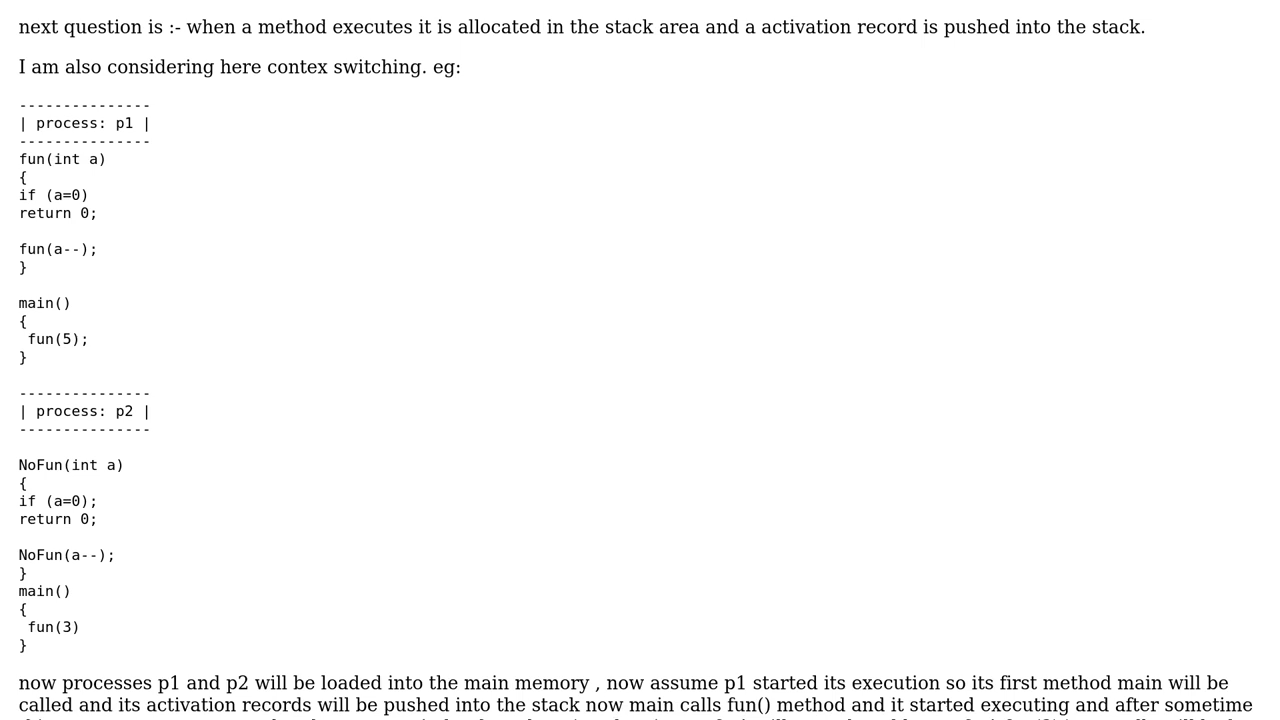 next question is :- when a method executes it is allocated in the stack area and a activation record is pushed into the stack.
I am also considering here contex switching. eg:
---------------
| process: p1 |
---------------
fun(int a)
{
if (a=0)
return 0;
fun(a--);
}
main()
{
 fun(5);
}
---------------
| process: p2 |
---------------
NoFun(int a)
{
if (a=0);
return 0;
NoFun(a--);
}
main()
{
 fun(3)
}
now processes p1 and p2 will be loaded into the main memory , now assume p1 started its execution so its first method main will be
called and its activation records will be pushed into the stack now main calls fun() method and it started executing and after sometime